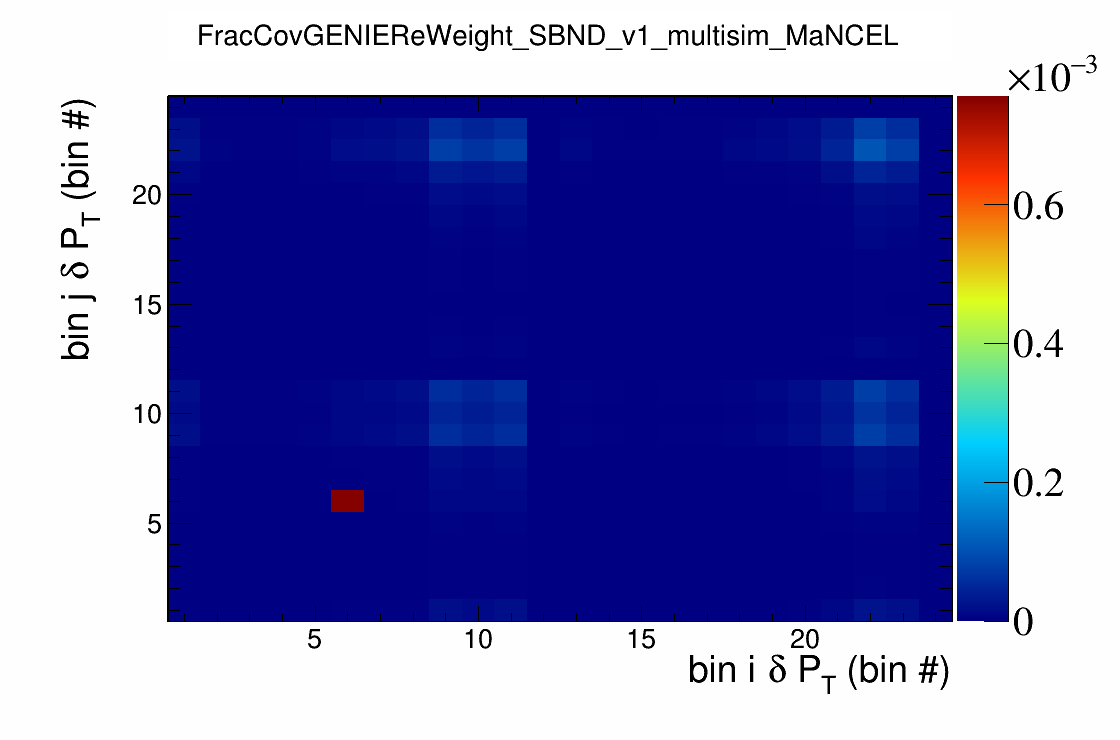 FracCovGENIEReWeight_SBND_v1_multisim_MaNCEL
×10⁻³
bin j δ P_T (bin #)
20
15
10
5
0.6
0.4
0.2
0
5 10 15 20
bin i δ P_T (bin #)